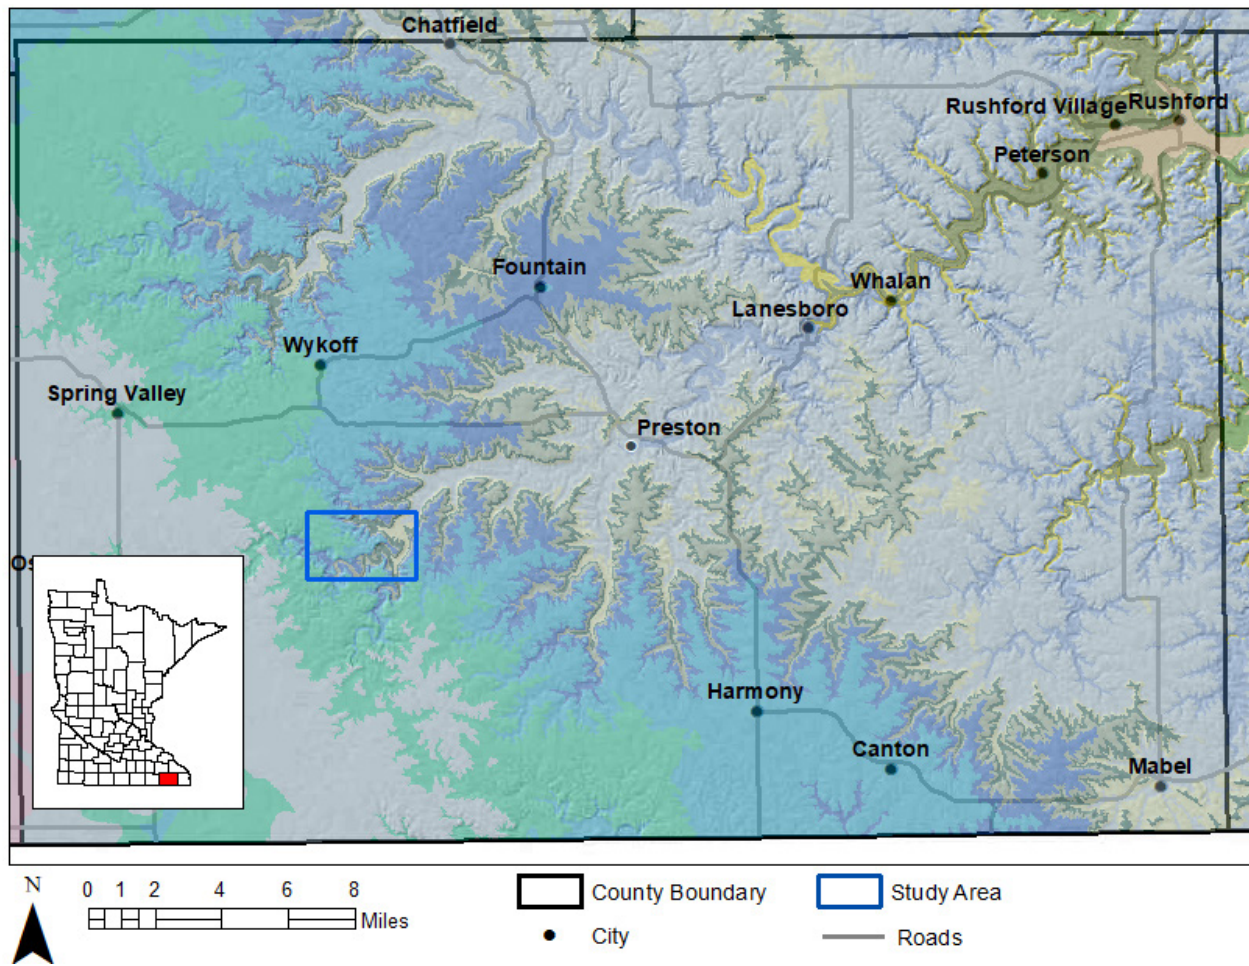 Chatfield
Rushford Village Rushford
Peterson
Fountain
Whalan
Lanesboro
Wykoff
Spring Valley
Preston
Os
Harmony
Canton
Mabel
N
0 1 2 4 6 8
Miles
County Boundary
Study Area
City
Roads